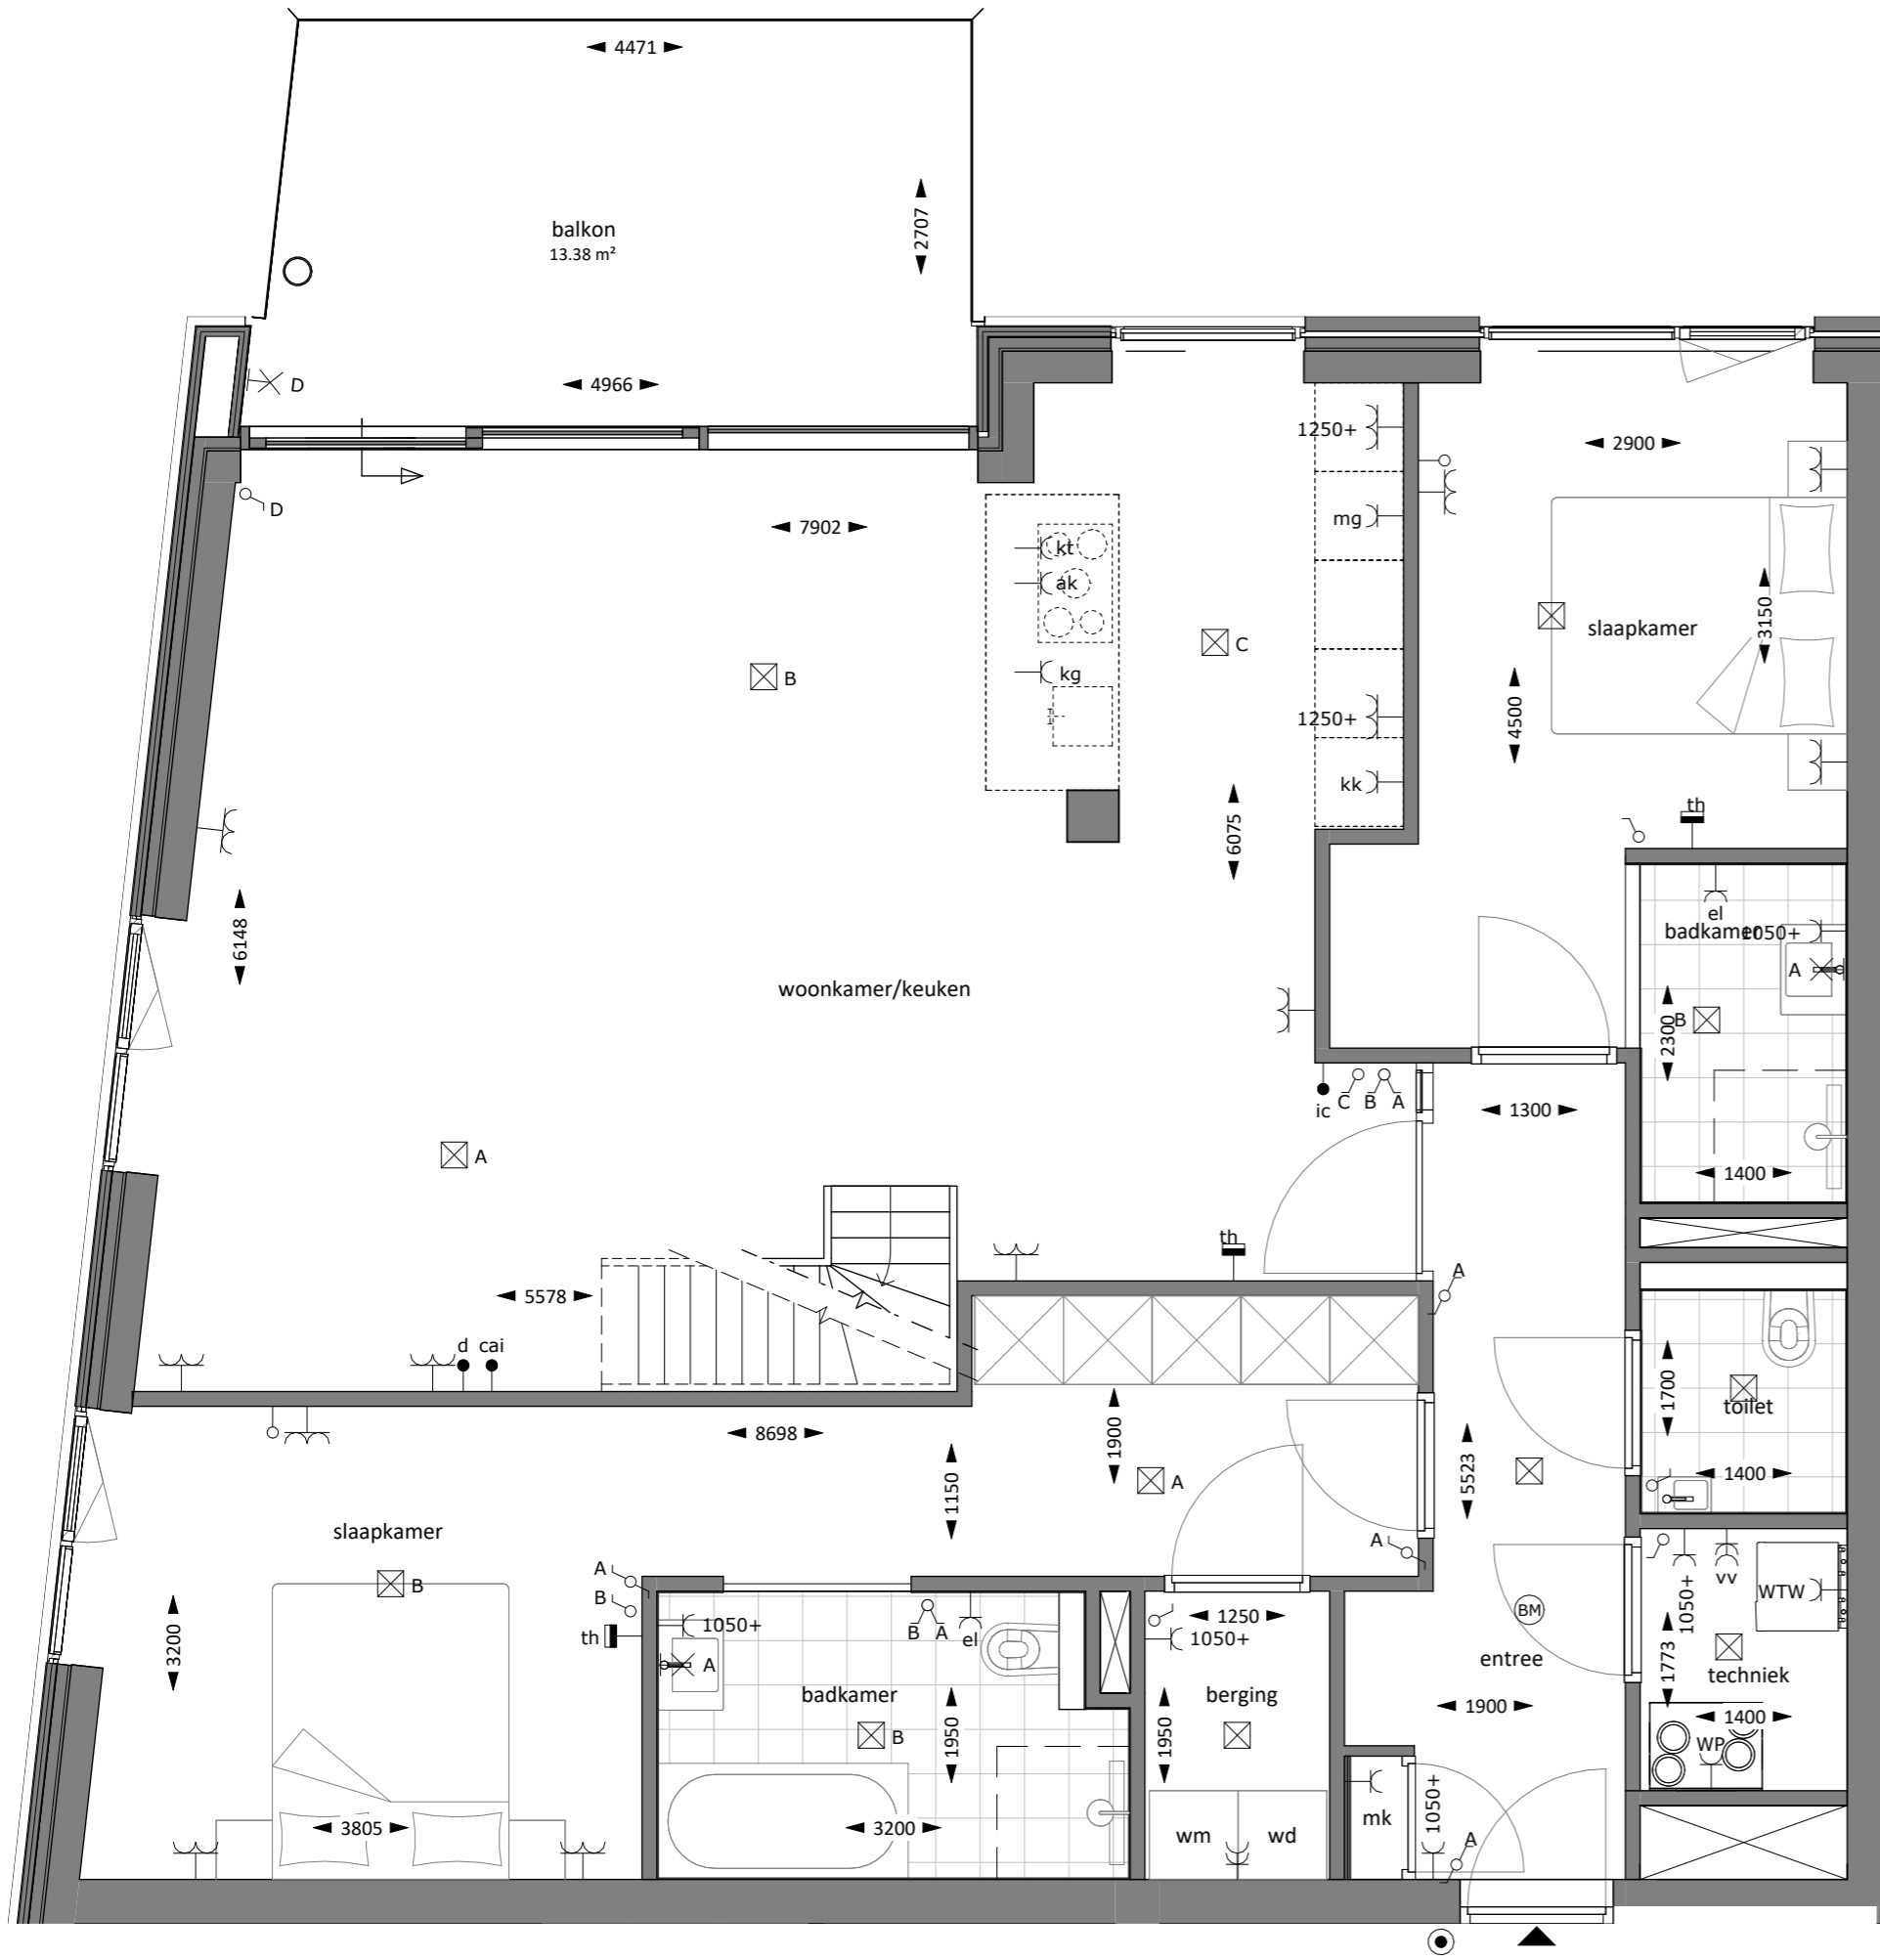 4471
2707
balkon
13.38 m²
D
4966
1250+
2900
D
7902
mg
kt
ak
3150
slaapkamer
C
B
kg
4500
1250+
kk
th
6075
el
6148
badkamer
1050+
A
woonkamer/keuken
2300
B
ic
C
B
A
1300
A
1400
th
A
5578
d
cai
1700
toilet
8698
1900
1400
1150
A
5523
slaapkamer
A
A
B
B
1050+
vv
WTW
BM
3200
th
1050+
B
A
el
1250
1050+
A
entree
1773
techniek
badkamer
berging
1900
1400
B
1950
1950
WP
3805
3200
wm
wd
mk
1050+
A